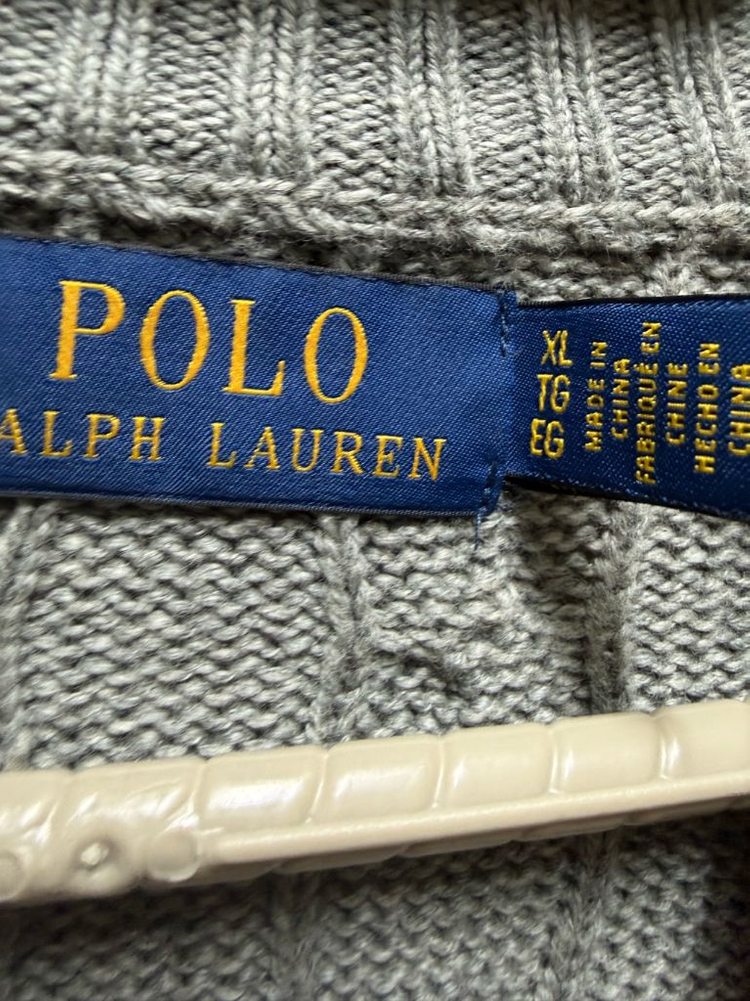 POLO
ALPH LAUREN
XL
TG
EG
MADE IN
CHINA
FABRIQUÉ EN
CHINE
HECHO EN
CHINA